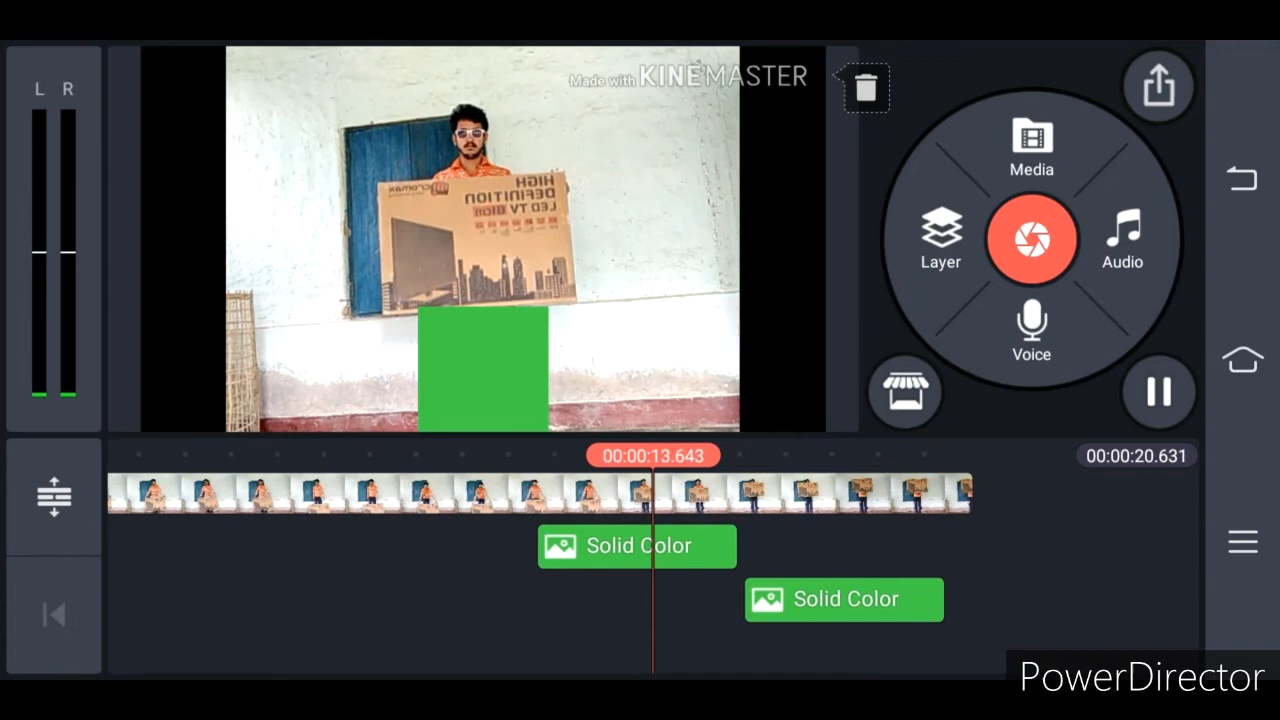 L R
Made with KINEMASTER
Micromax
HIGH
DEFINITION
LED TV
Media
Layer
Audio
Voice
00:00:13.643
00:00:20.631
Solid Color
Solid Color
PowerDirector